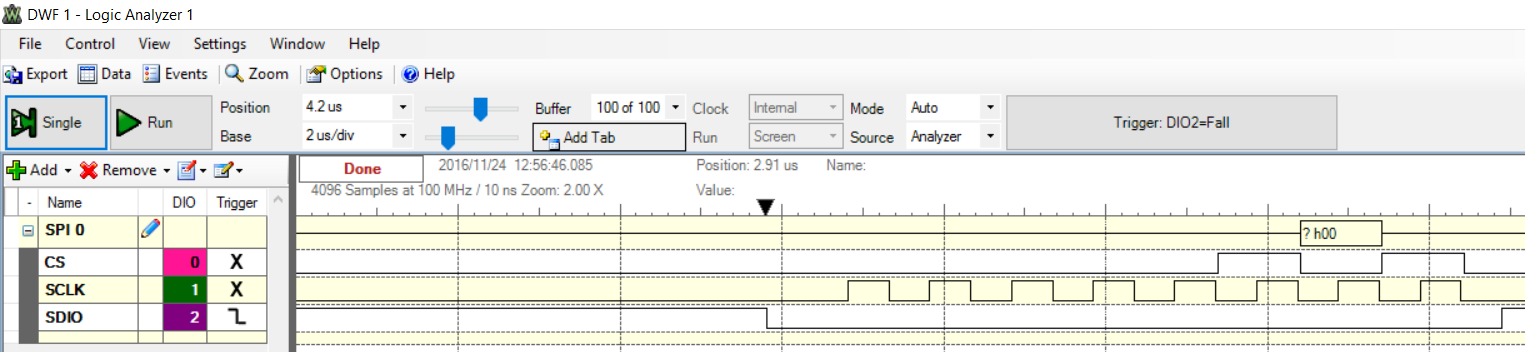 DWF 1 - Logic Analyzer 1
File Control View Settings Window Help
Export Data Events Zoom Options Help
Single Run Position 4.2 us Buffer 100 of 100 Clock Internal Mode Auto Trigger: DIO2=Fall
Base 2 us/div Add Tab Run Screen Source Analyzer
Add Remove Done 2016/11/24 12:56:46.085 Position: 2.91 us Name:
4096 Samples at 100 MHz / 10 ns Zoom: 2.00 X Value:
- Name DIO Trigger
SPI 0 ? h00
CS 0 X
SCLK 1 X
SDIO 2